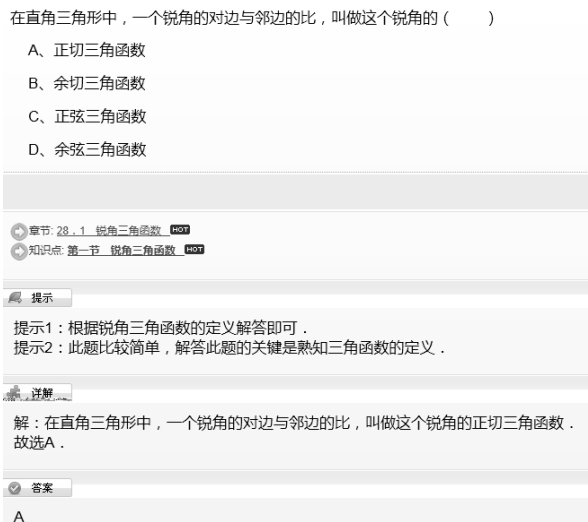 在直角三角形中，一个锐角的对边与邻边的比，叫做这个锐角的（　　）
A、正切三角函数
B、余切三角函数
C、正弦三角函数
D、余弦三角函数
章节: 28．1　锐角三角函数 HOT
知识点: 第一节　锐角三角函数 HOT
提示
提示1：根据锐角三角函数的定义解答即可．
提示2：此题比较简单，解答此题的关键是熟知三角函数的定义．
详解
解：在直角三角形中，一个锐角的对边与邻边的比，叫做这个锐角的正切三角函数．
故选A．
答案
A